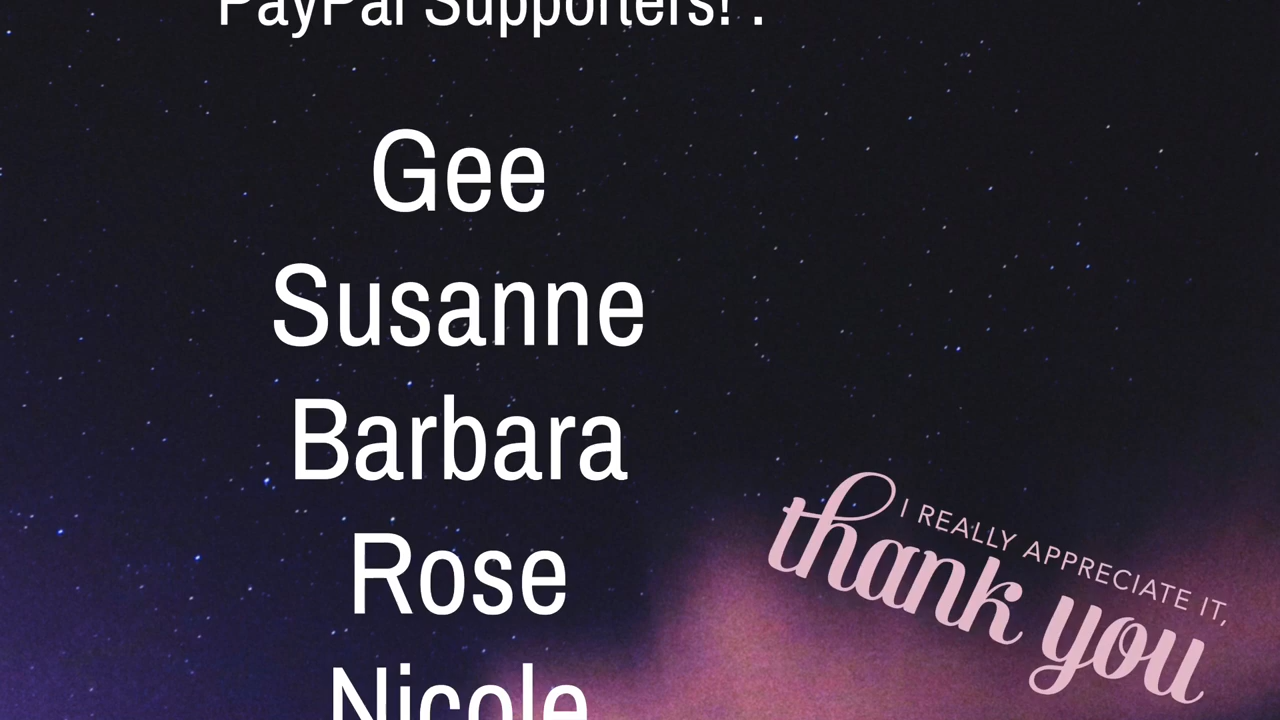 PayPal Supporters! .
Gee
Susanne
Barbara
Rose
Nicole
I REALLY APPRECIATE IT,
thank you